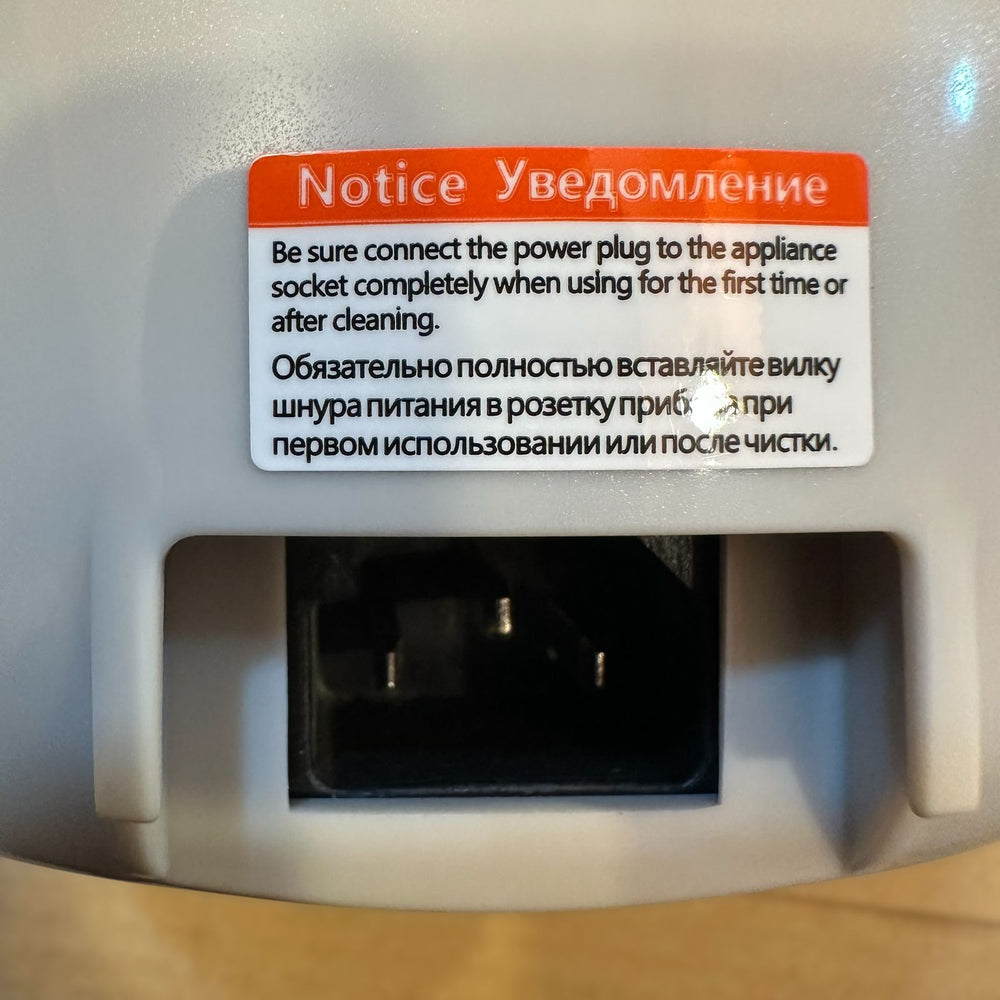 Notice Уведомление
Be sure connect the power plug to the appliance
socket completely when using for the first time or
after cleaning.
Обязательно полностью вставляйте вилку
шнура питания в розетку при
первом использовании или после чистки.